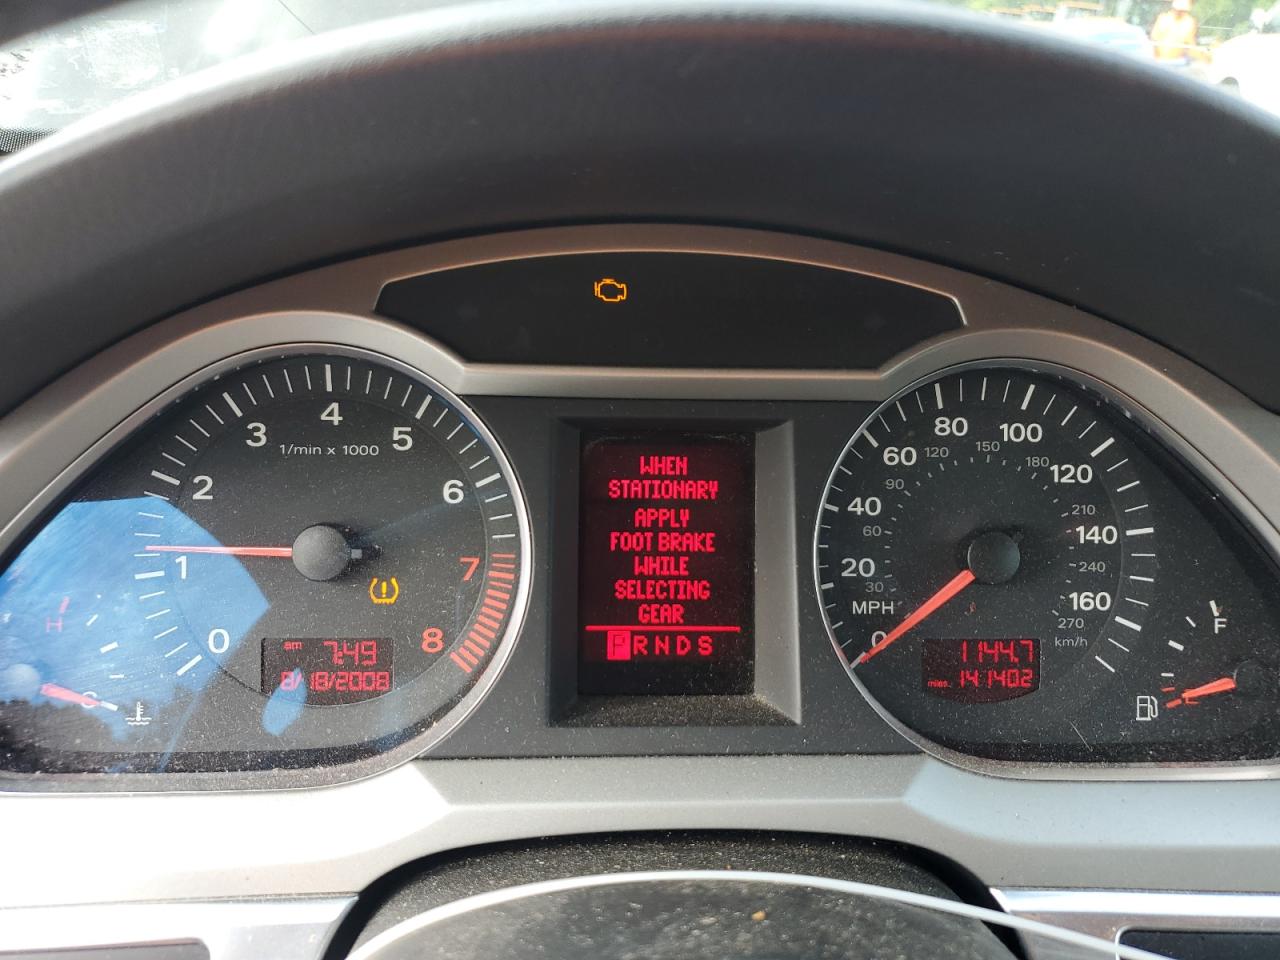 4
3
5
1/min x 1000
2
6
1
7
0
8
H
C
am 7:49
8/18/2008
WHEN
STATIONARY
APPLY
FOOT BRAKE
WHILE
SELECTING
GEAR
P R N D S
80
100
60
120
150
180
120
90
40
60
210
140
20
30
240
160
MPH
270
km/h
0
1144.7
miles 141402
F